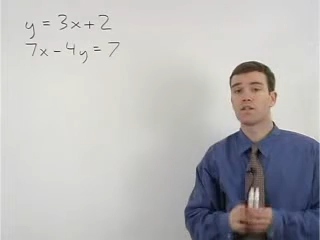 y = 3x + 2
7x - 4y = 7